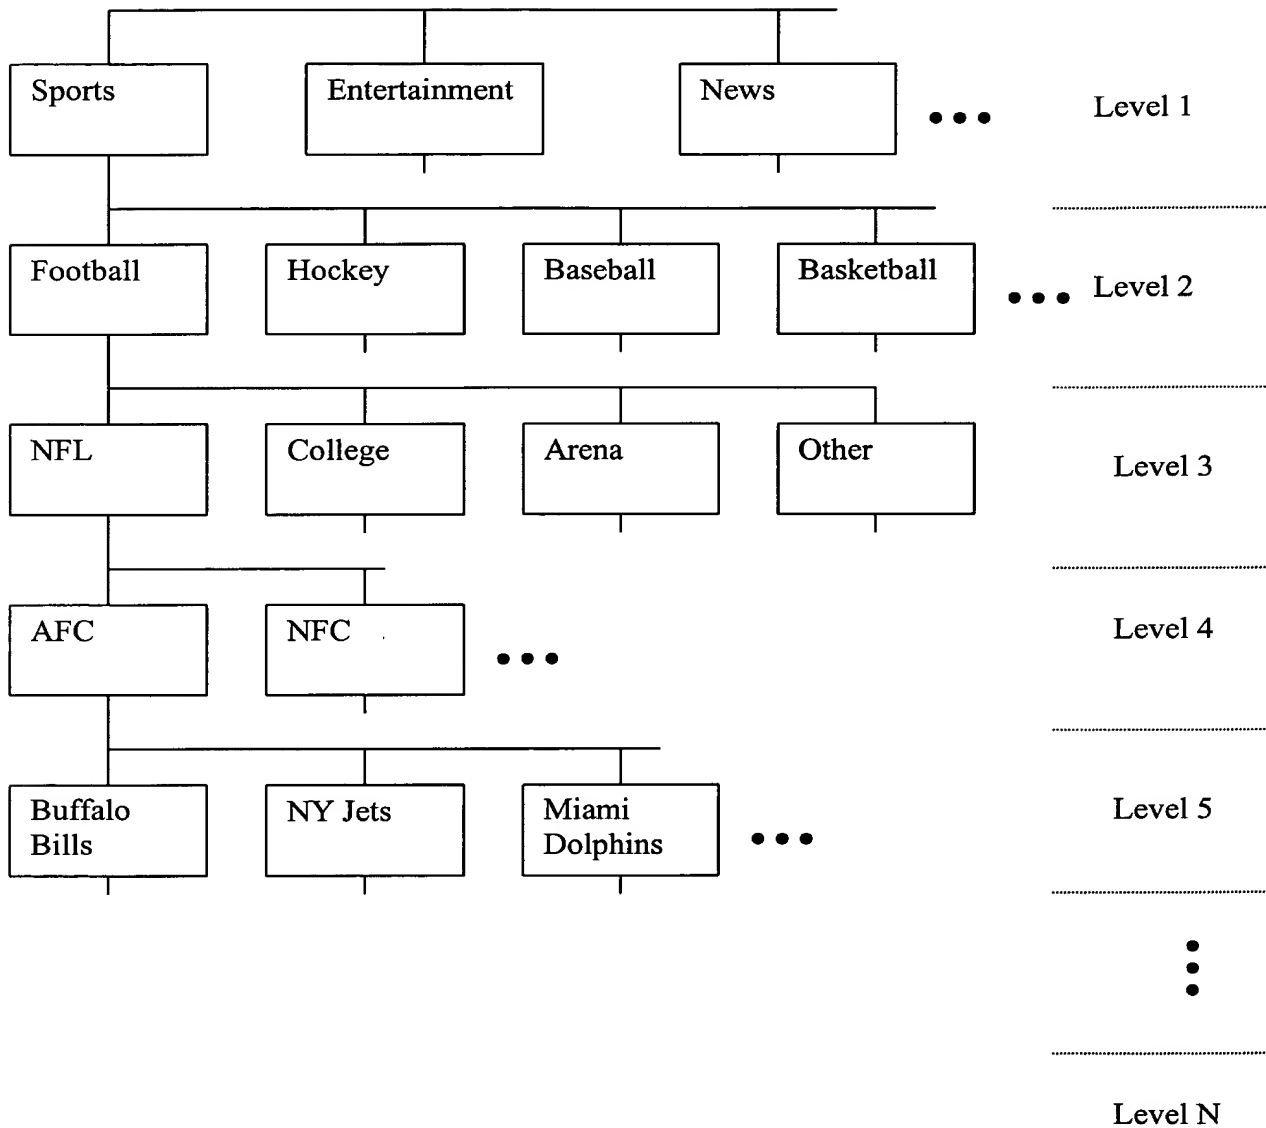 Sports
Entertainment
News
Level 1
Football
Hockey
Baseball
Basketball
Level 2
NFL
College
Arena
Other
Level 3
AFC
NFC
Level 4
Buffalo
Bills
NY Jets
Miami
Dolphins
Level 5
Level N